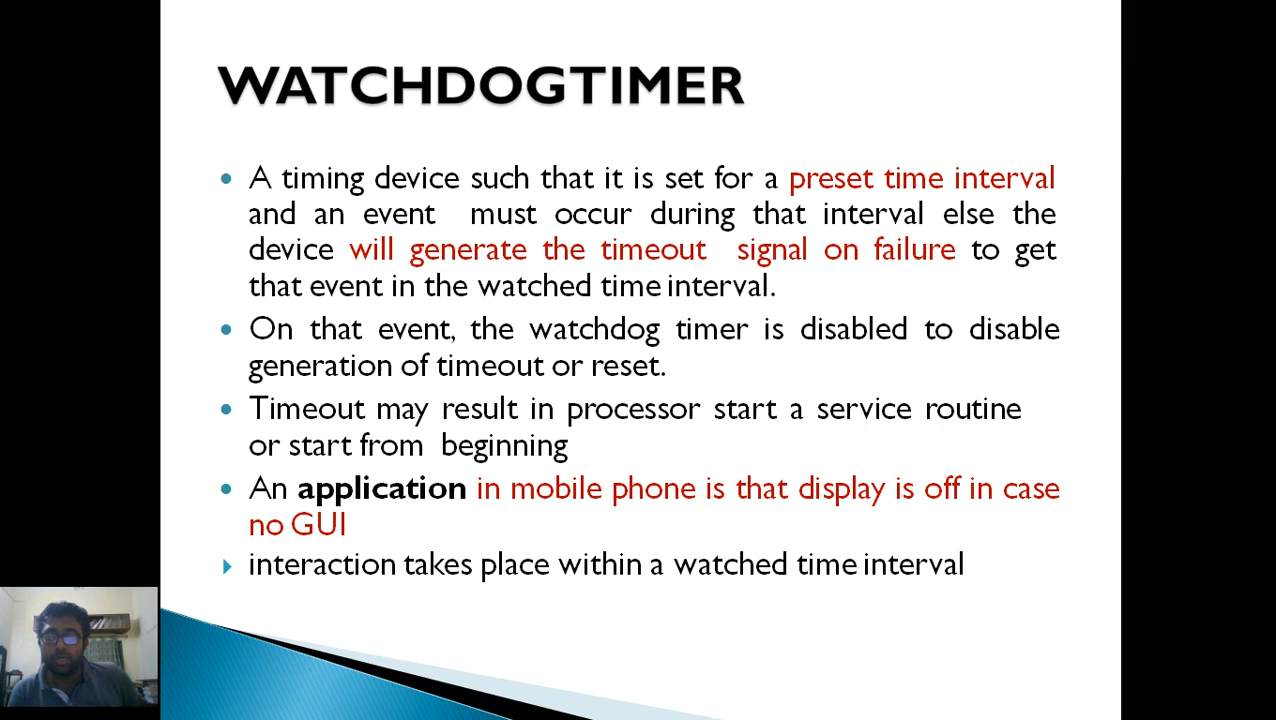 WATCHDOGTIMER
A timing device such that it is set for a preset time interval
and an event must occur during that interval else the
device will generate the timeout signal on failure to get
that event in the watched time interval.
On that event, the watchdog timer is disabled to disable
generation of timeout or reset.
Timeout may result in processor start a service routine
or start from beginning
An application in mobile phone is that display is off in case
no GUI
interaction takes place within a watched time interval